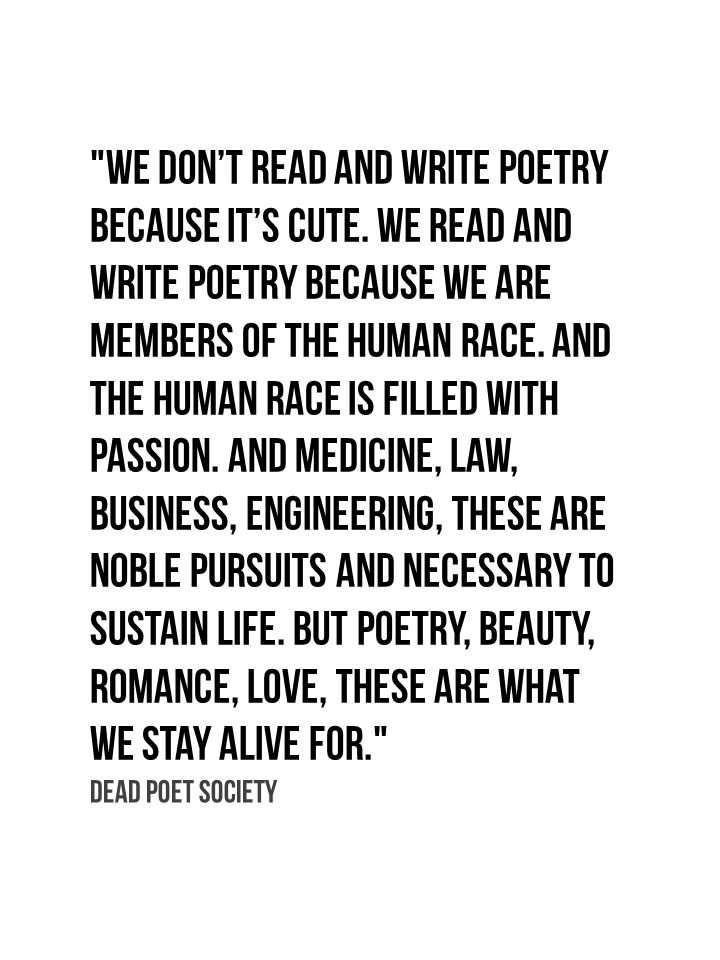 "WE DON’T READ AND WRITE POETRY
BECAUSE IT’S CUTE. WE READ AND
WRITE POETRY BECAUSE WE ARE
MEMBERS OF THE HUMAN RACE. AND
THE HUMAN RACE IS FILLED WITH
PASSION. AND MEDICINE, LAW,
BUSINESS, ENGINEERING, THESE ARE
NOBLE PURSUITS AND NECESSARY TO
SUSTAIN LIFE. BUT POETRY, BEAUTY,
ROMANCE, LOVE, THESE ARE WHAT
WE STAY ALIVE FOR."
DEAD POET SOCIETY